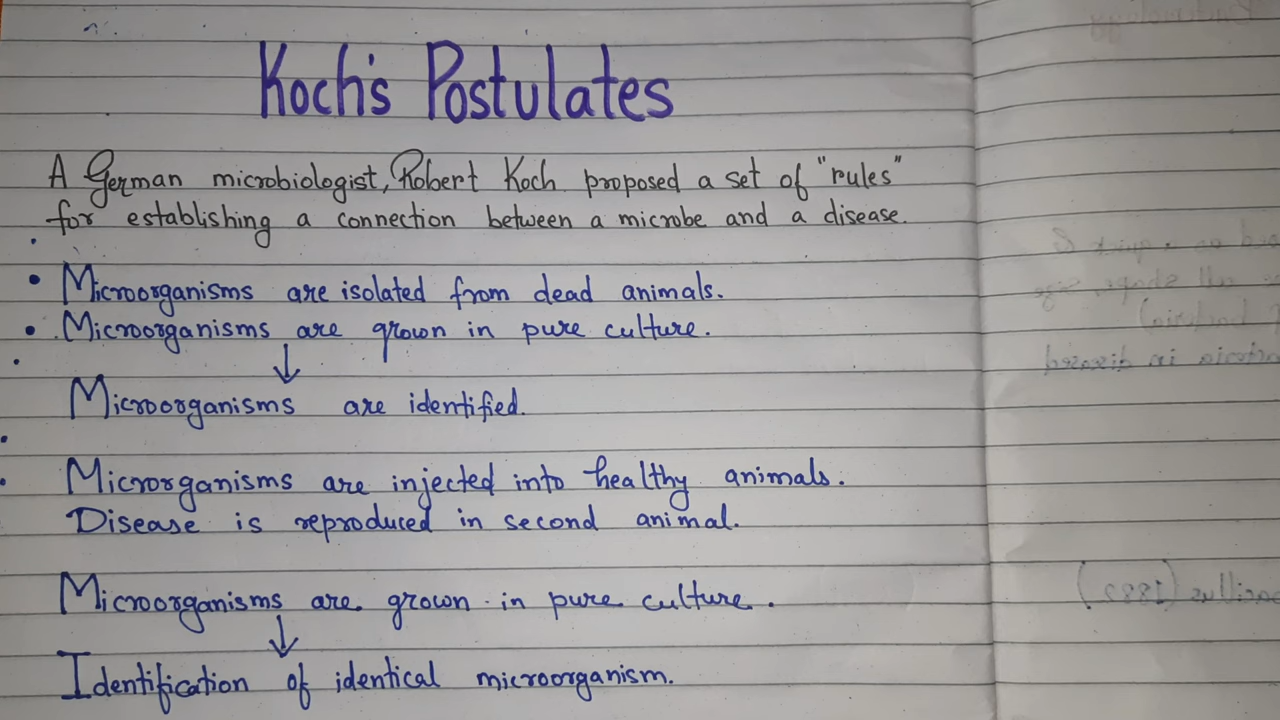 Koch's Postulates
A German microbiologist, Robert Koch proposed a set of "rules"
for establishing a connection between a microbe and a disease.
• Microorganisms are isolated from dead animals.
• Microorganisms are grown in pure culture.
↓
Microorganisms are identified.
Microorganisms are injected into healthy animals.
Disease is reproduced in second animal.
Microorganisms are grown in pure culture.
↓
Identification of identical microorganism.